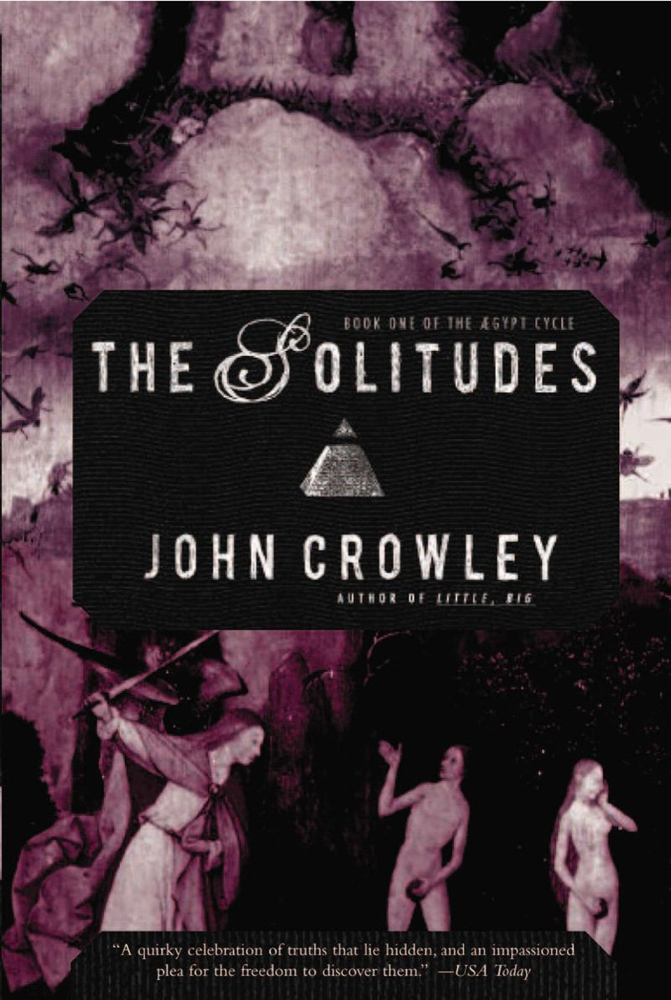 BOOK ONE OF THE ÆGYPT CYCLE
THE SOLITUDES
JOHN CROWLEY
AUTHOR OF LITTLE, BIG
“A quirky celebration of truths that lie hidden, and an impassioned
plea for the freedom to discover them.” —USA Today